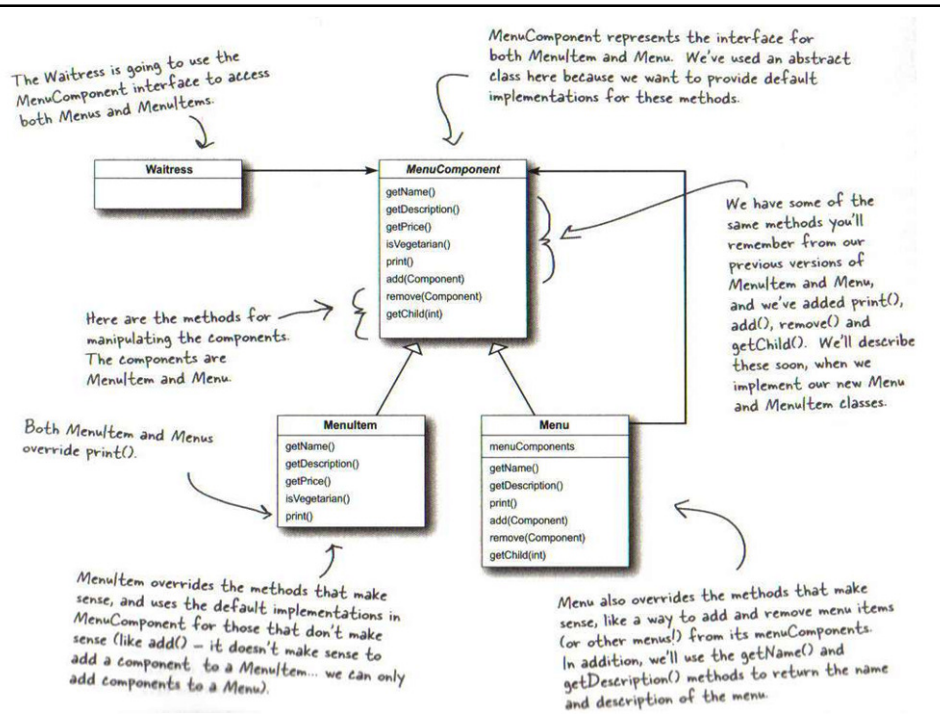 MenuComponent represents the interface for
both MenuItem and Menu. We've used an abstract
class here because we want to provide default
implementations for these methods.
The Waitress is going to use the
MenuComponent interface to access
both Menus and MenuItems.
Waitress
MenuComponent
getName()
getDescription()
getPrice()
isVegetarian()
print()
add(Component)
remove(Component)
getChild(int)
We have some of the
same methods you'll
remember from our
previous versions of
MenuItem and Menu,
and we've added print(),
add(), remove() and
getChild(). We'll describe
these soon, when we
implement our new Menu
and MenuItem classes.
Here are the methods for
manipulating the components.
The components are
MenuItem and Menu.
Both MenuItem and Menus
override print().
MenuItem
getName()
getDescription()
getPrice()
isVegetarian()
print()
Menu
menuComponents
getName()
getDescription()
print()
add(Component)
remove(Component)
getChild(int)
MenuItem overrides the methods that make
sense, and uses the default implementations in
MenuComponent for those that don't make
sense (like add() – it doesn't make sense to
add a component to a MenuItem... we can only
add components to a Menu).
Menu also overrides the methods that make
sense, like a way to add and remove menu items
(or other menus!) from its menuComponents.
In addition, we'll use the getName() and
getDescription() methods to return the name
and description of the menu.